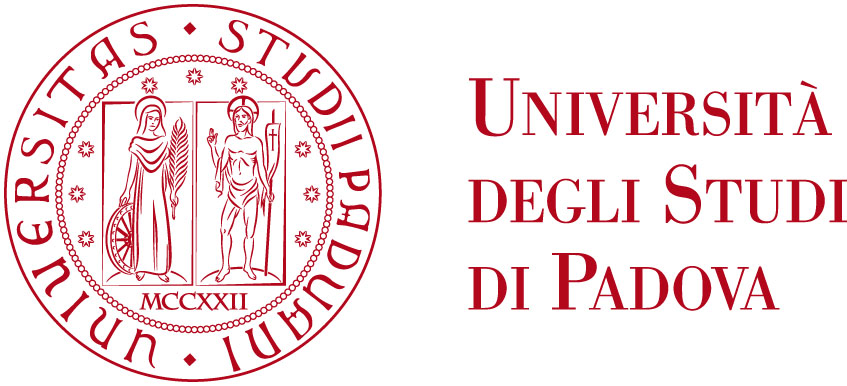 UNIVERSITAS STUDII PADUANI
MCCXXII
UNIVERSITÀ
DEGLI STUDI
DI PADOVA